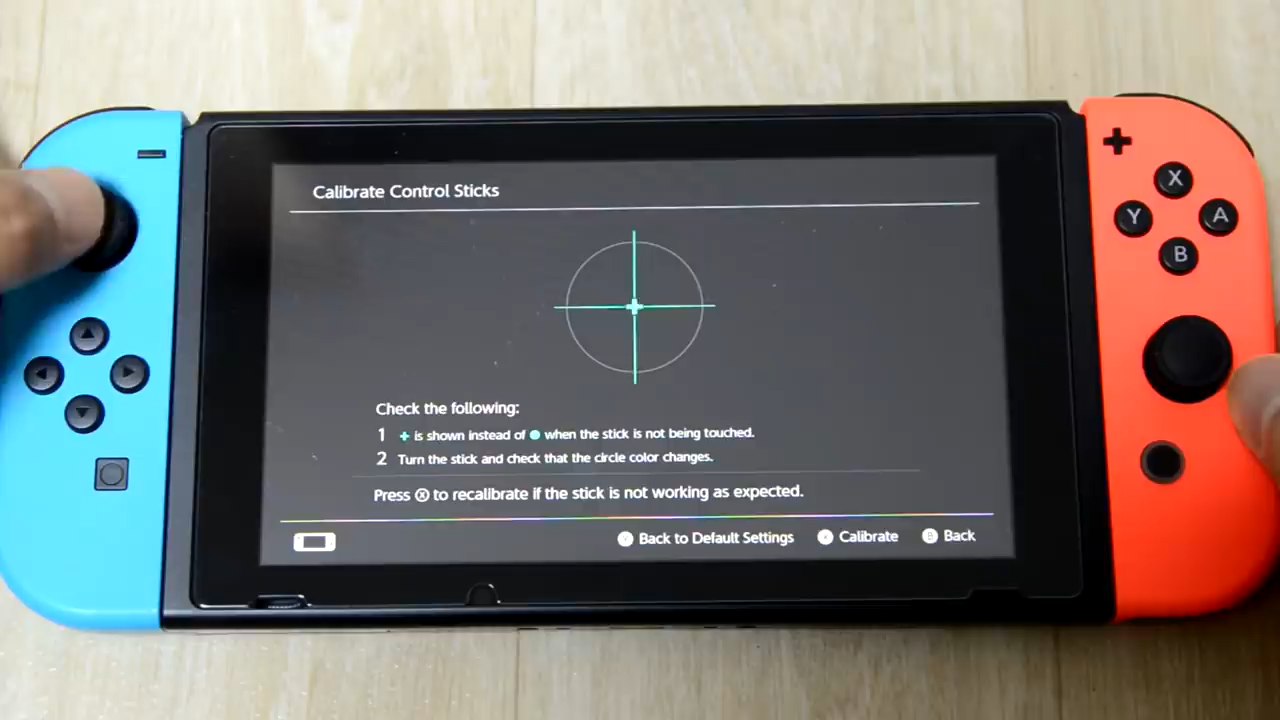 Calibrate Control Sticks
X
Y
A
B
Check the following:
1 + is shown instead of ● when the stick is not being touched.
2 Turn the stick and check that the circle color changes.
Press Ⓧ to recalibrate if the stick is not working as expected.
Back to Default Settings
Calibrate
B Back